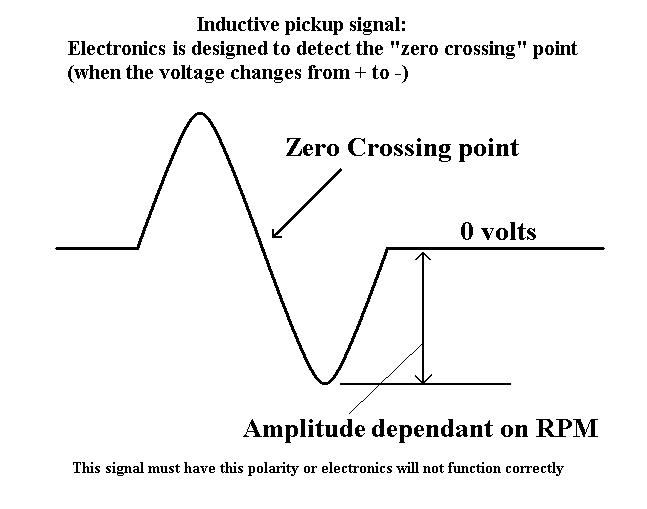 Inductive pickup signal:
Electronics is designed to detect the "zero crossing" point
(when the voltage changes from + to -)
Zero Crossing point
0 volts
Amplitude dependant on RPM
This signal must have this polarity or electronics will not function correctly